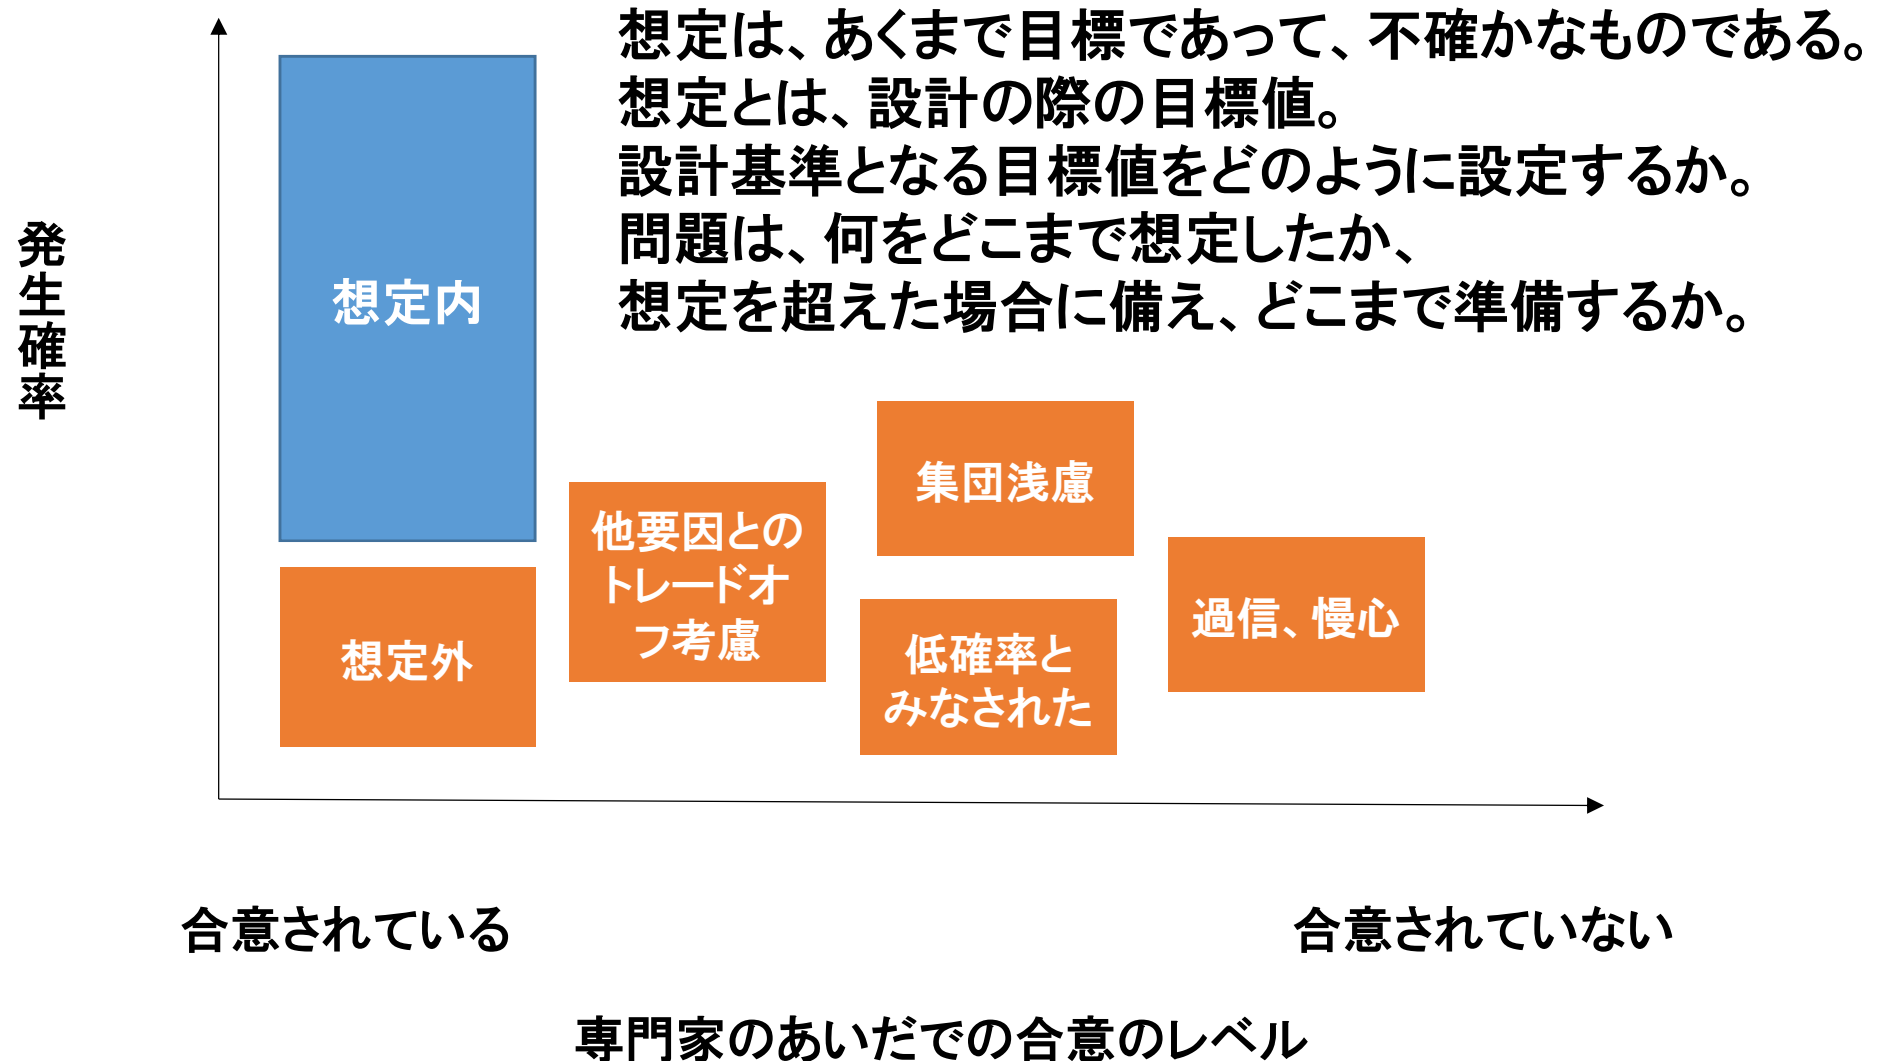 想定は、あくまで目標であって、不確かなものである。
想定とは、設計の際の目標値。
設計基準となる目標値をどのように設定するか。
問題は、何をどこまで想定したか、
想定を超えた場合に備え、どこまで準備するか。
発生確率
想定内
集団浅慮
他要因との
トレードオ
フ考慮
過信、慢心
低確率と
みなされた
想定外
合意されている
合意されていない
専門家のあいだでの合意のレベル